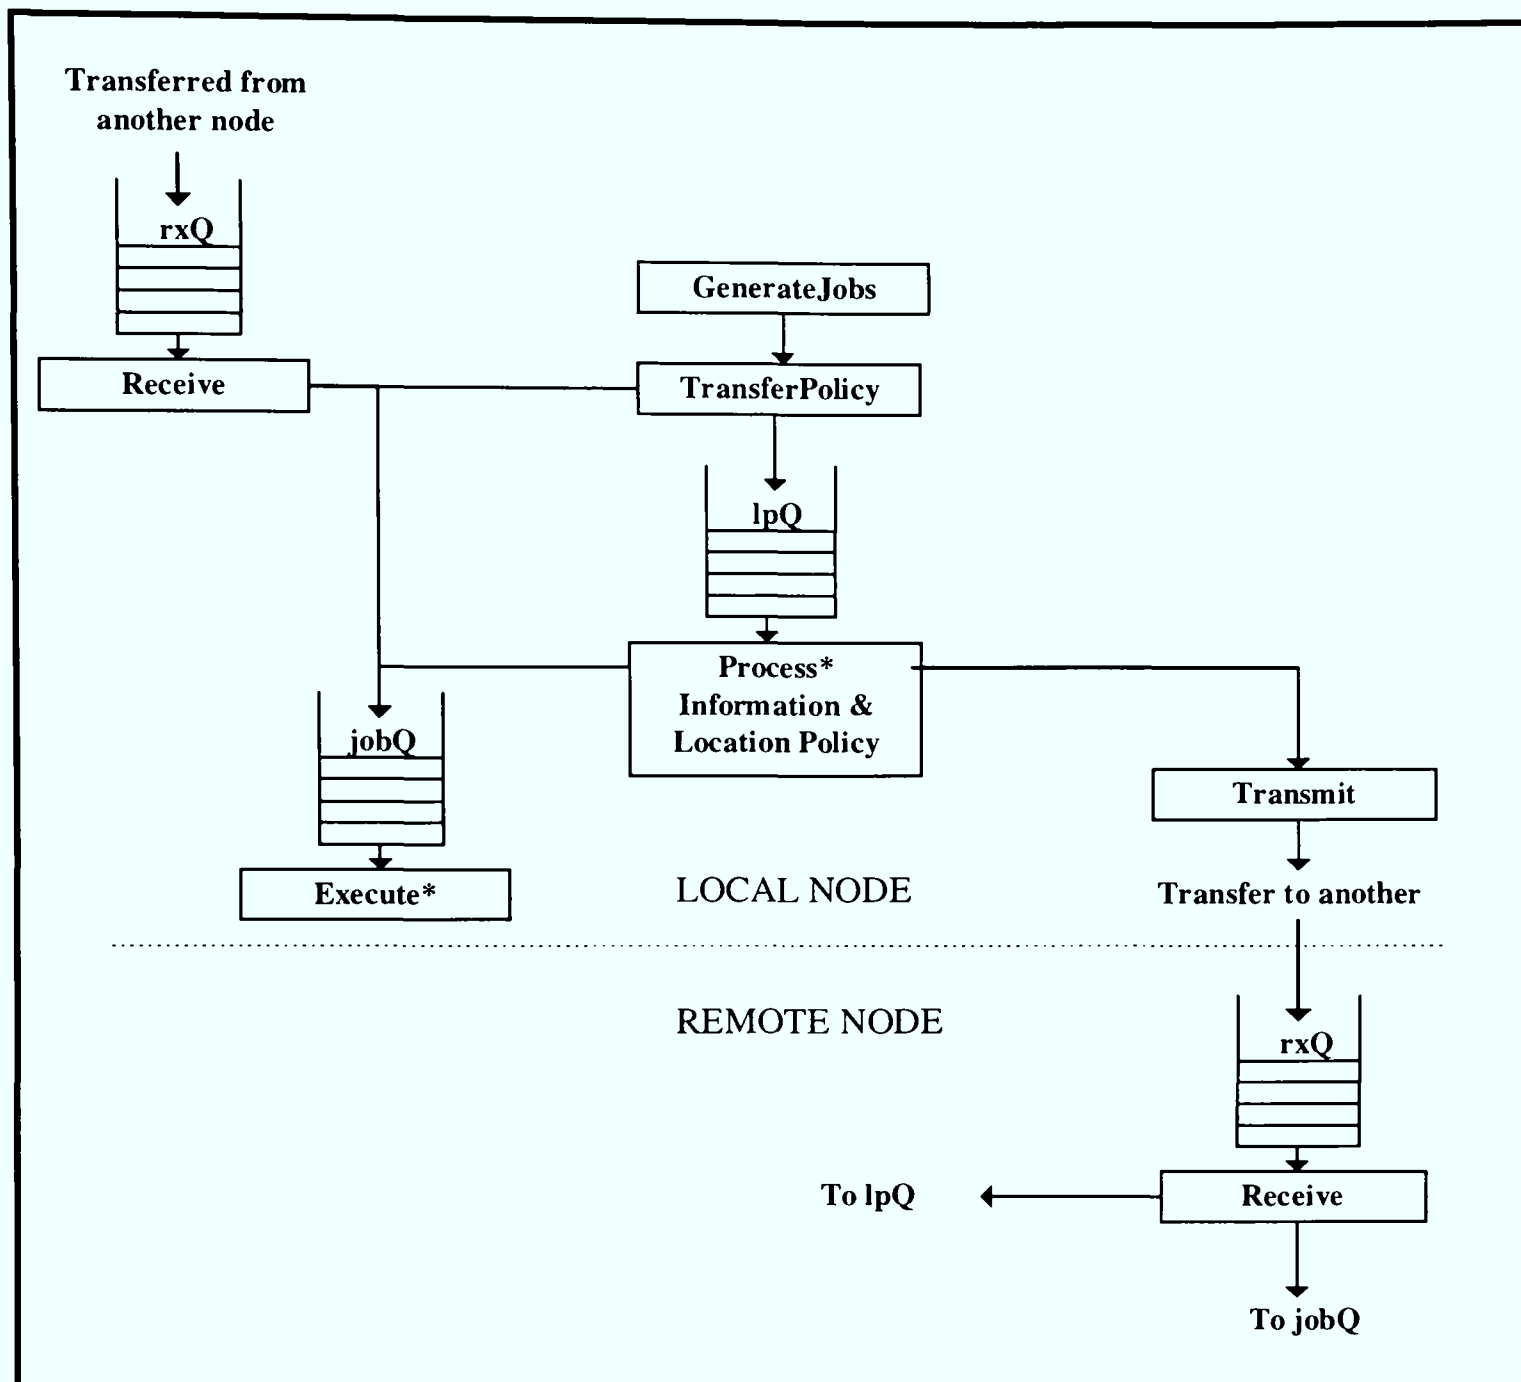 Transferred from
another node
rxQ
GenerateJobs
Receive
TransferPolicy
lpQ
Process*
Information &
Location Policy
jobQ
Transmit
Execute*
LOCAL NODE
Transfer to another
REMOTE NODE
rxQ
To lpQ
Receive
To jobQ